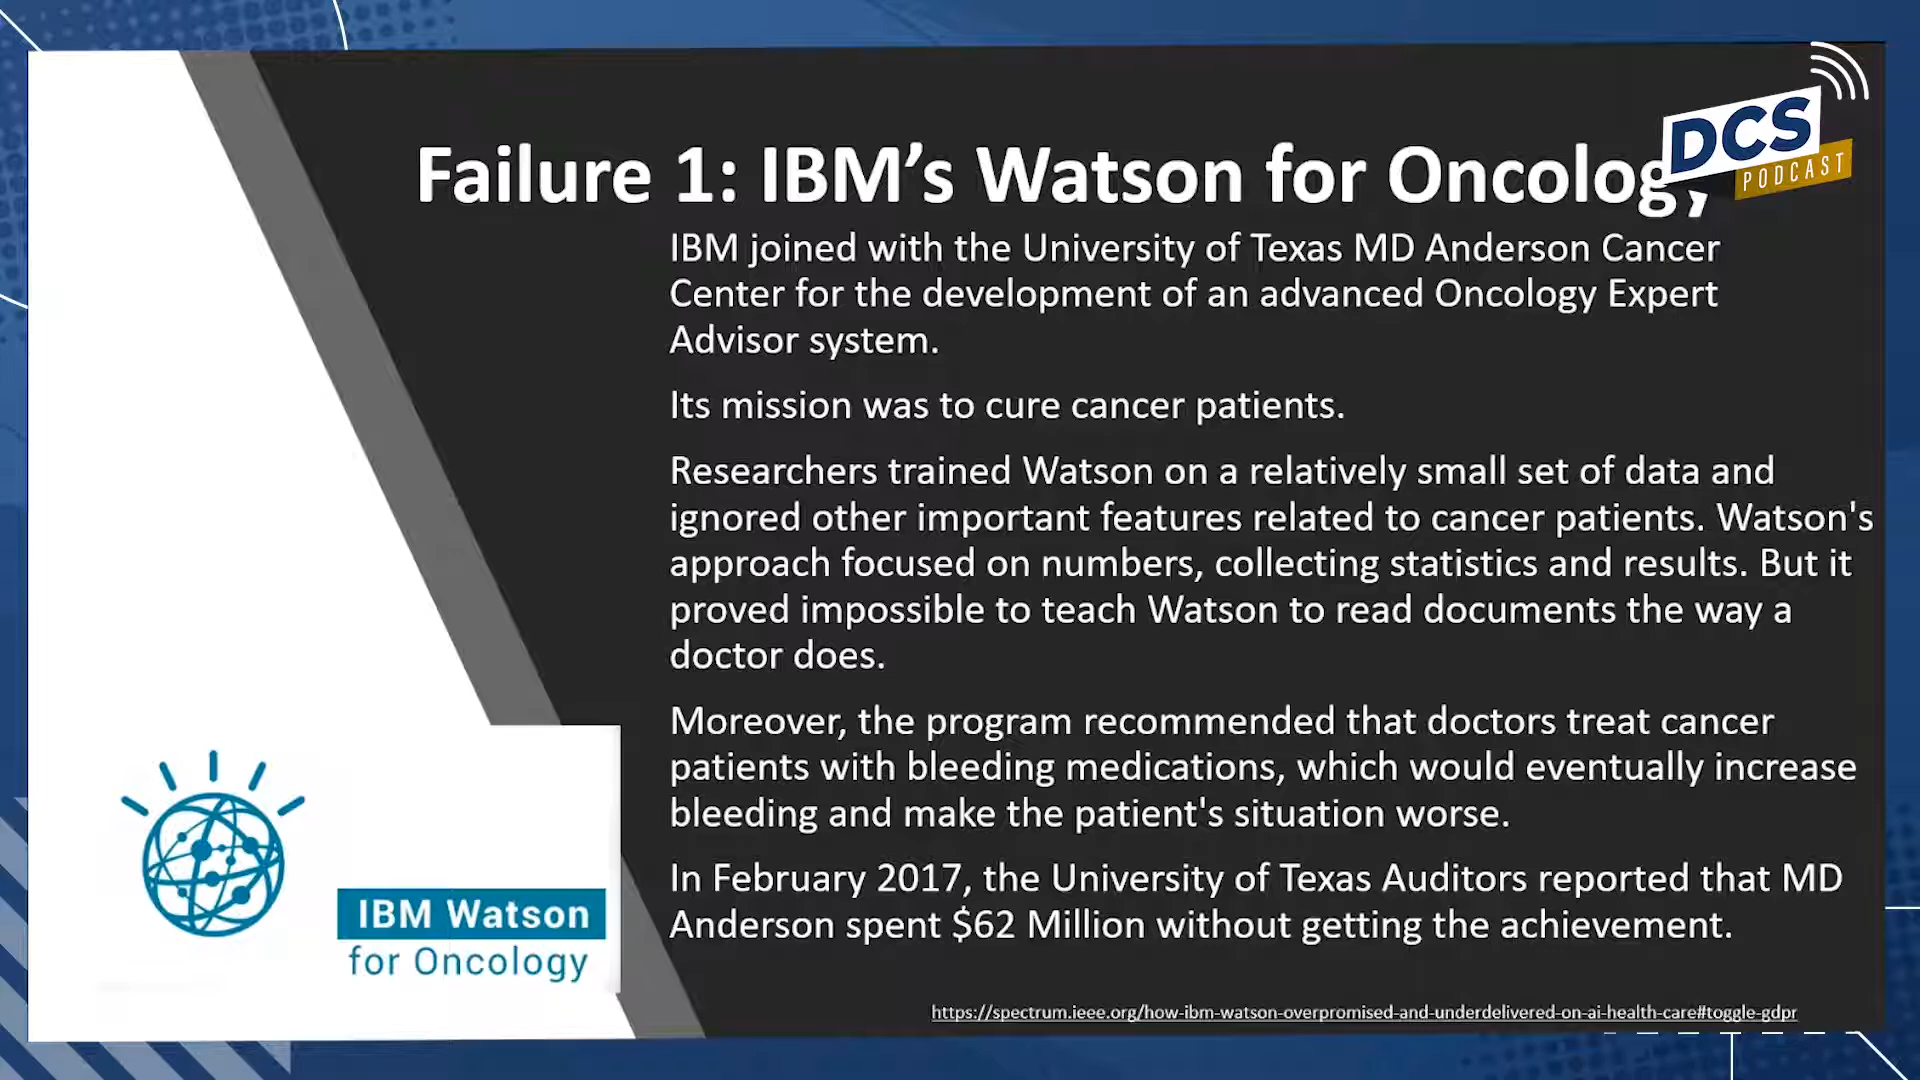 DCS
PODCAST
Failure 1: IBM’s Watson for Oncology
IBM joined with the University of Texas MD Anderson Cancer
Center for the development of an advanced Oncology Expert
Advisor system.
Its mission was to cure cancer patients.
Researchers trained Watson on a relatively small set of data and
ignored other important features related to cancer patients. Watson's
approach focused on numbers, collecting statistics and results. But it
proved impossible to teach Watson to read documents the way a
doctor does.
Moreover, the program recommended that doctors treat cancer
patients with bleeding medications, which would eventually increase
bleeding and make the patient's situation worse.
In February 2017, the University of Texas Auditors reported that MD
Anderson spent $62 Million without getting the achievement.
IBM Watson
for Oncology
https://spectrum.ieee.org/how-ibm-watson-overpromised-and-underdelivered-on-ai-health-care#toggle-gdpr